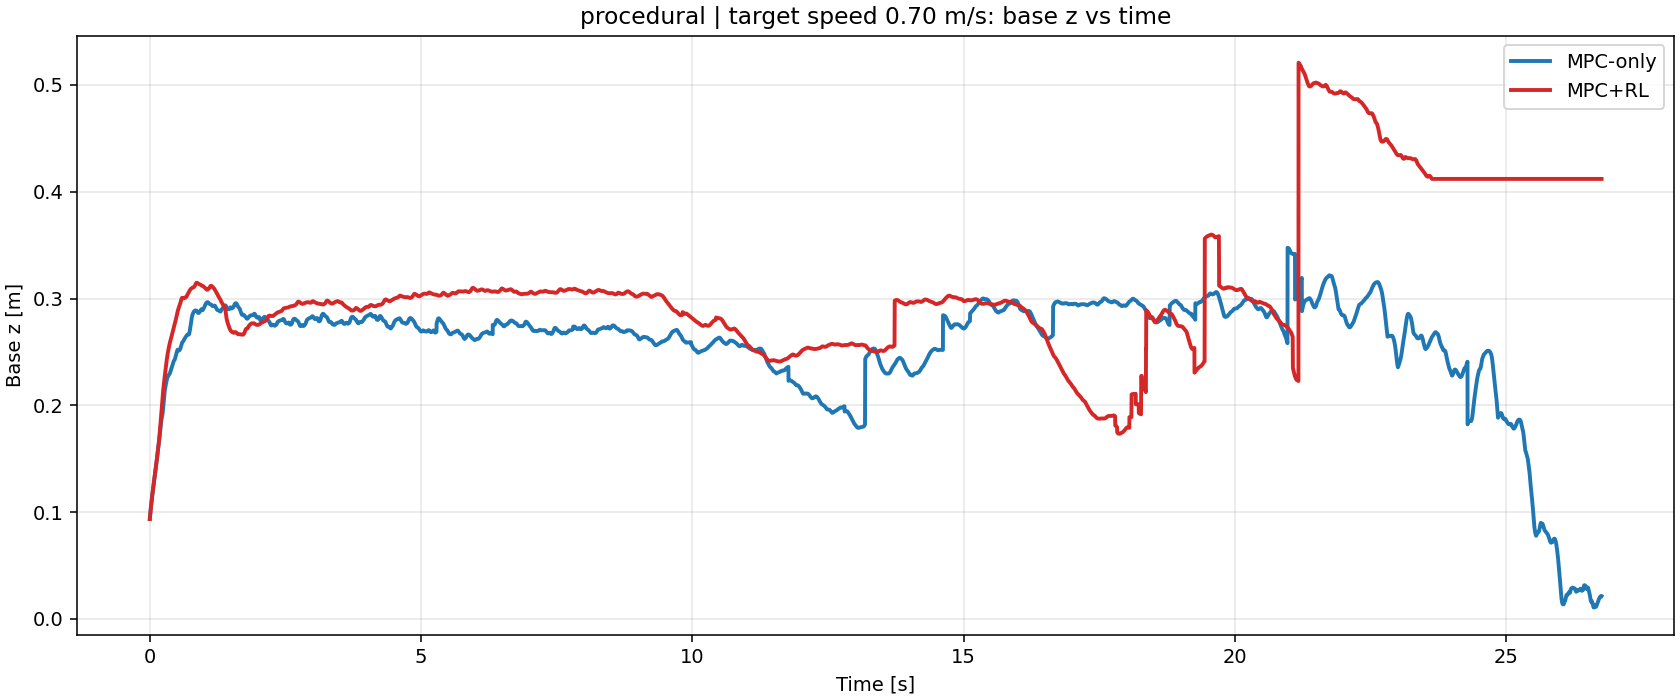 procedural | target speed 0.70 m/s: base z vs time
MPC-only
MPC+RL
Base z [m]
0.5
0.4
0.3
0.2
0.1
0.0
0
5
10
15
20
25
Time [s]